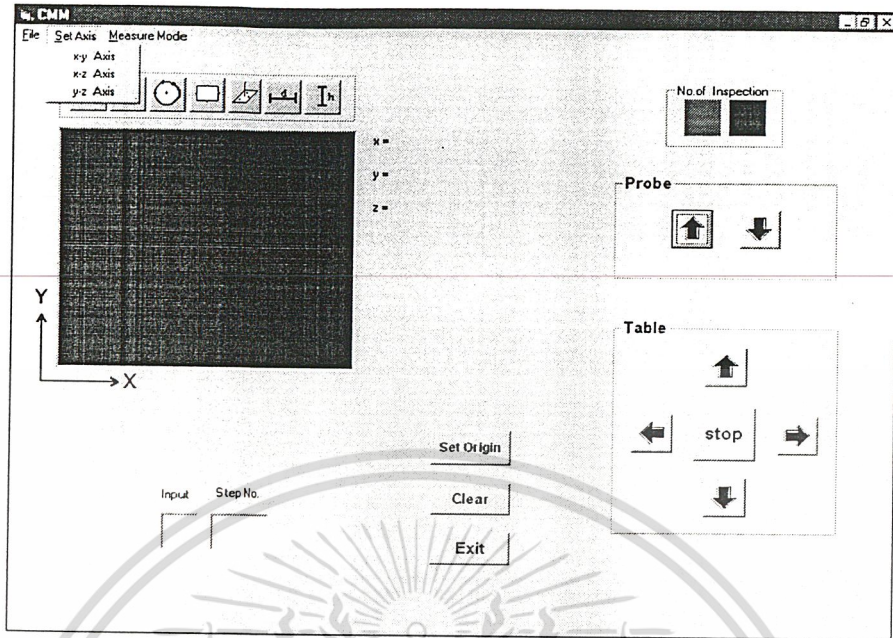 CMM
File Set Axis Measure Mode
x-y Axis
x-z Axis
y-z Axis
d
h
No.of Inspection
x =
y =
z =
Probe
Y
X
Table
stop
Set Origin
Input Step No.
Clear
Exit